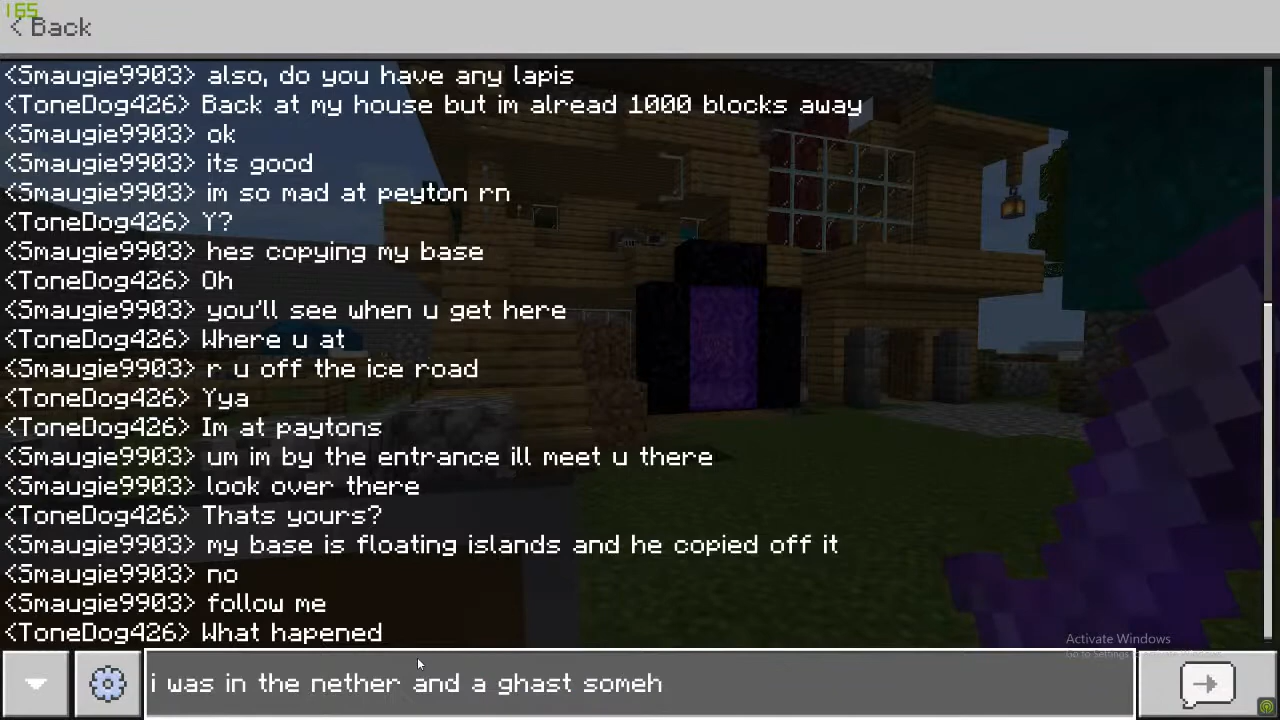 165
< Back
<Smaugie9903> also, do you have any lapis
<ToneDog426> Back at my house but im alread 1000 blocks away
<Smaugie9903> ok
<Smaugie9903> its good
<Smaugie9903> im so mad at peyton rn
<ToneDog426> Y?
<Smaugie9903> hes copying my base
<ToneDog426> Oh
<Smaugie9903> you'll see when u get here
<ToneDog426> Where u at
<Smaugie9903> r u off the ice road
<ToneDog426> Yya
<ToneDog426> Im at paytons
<Smaugie9903> um im by the entrance ill meet u there
<Smaugie9903> look over there
<ToneDog426> Thats yours?
<Smaugie9903> my base is floating islands and he copied off it
<Smaugie9903> no
<Smaugie9903> follow me
<ToneDog426> What hapened
Activate Windows
Go to Settings
i was in the nether and a ghast someh